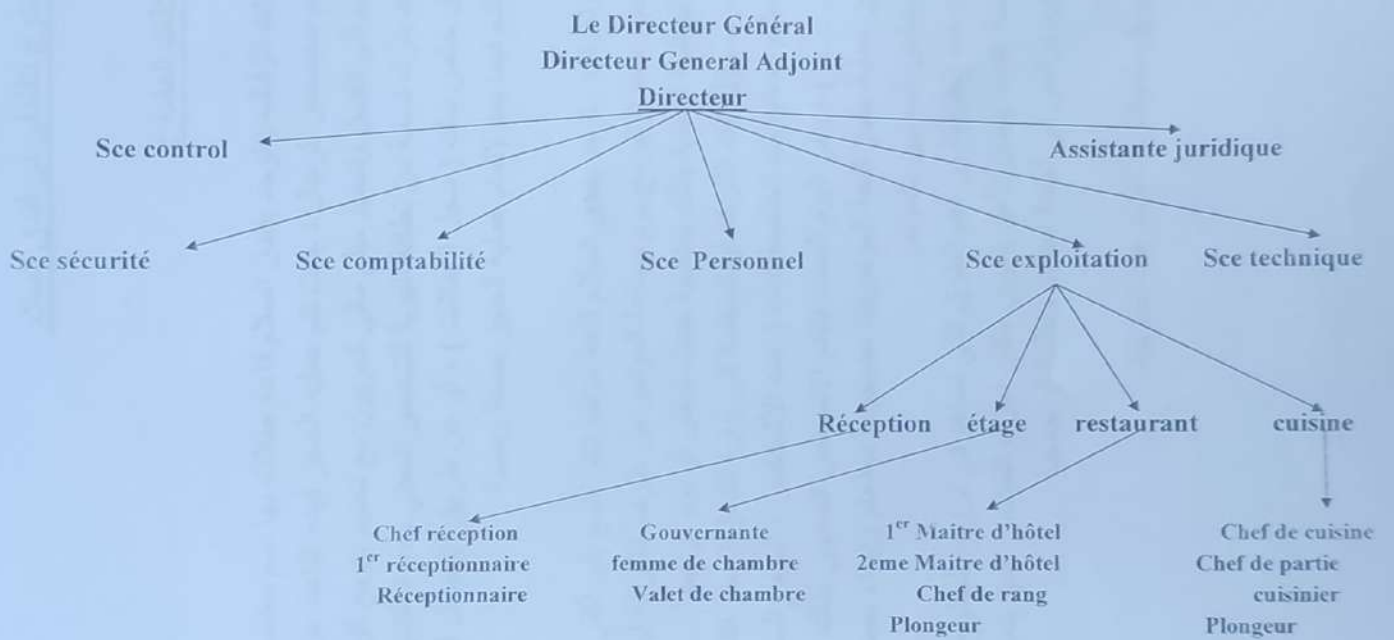 Le Directeur Général
Directeur General Adjoint
Directeur
Sce control Assistante juridique
Sce sécurité Sce comptabilité Sce Personnel Sce exploitation Sce technique
Réception étage restaurant cuisine
Chef réception Gouvernante 1er Maitre d'hôtel Chef de cuisine
1er réceptionnaire femme de chambre 2eme Maitre d'hôtel Chef de partie
Réceptionnaire Valet de chambre Chef de rang cuisinier
Plongeur Plongeur